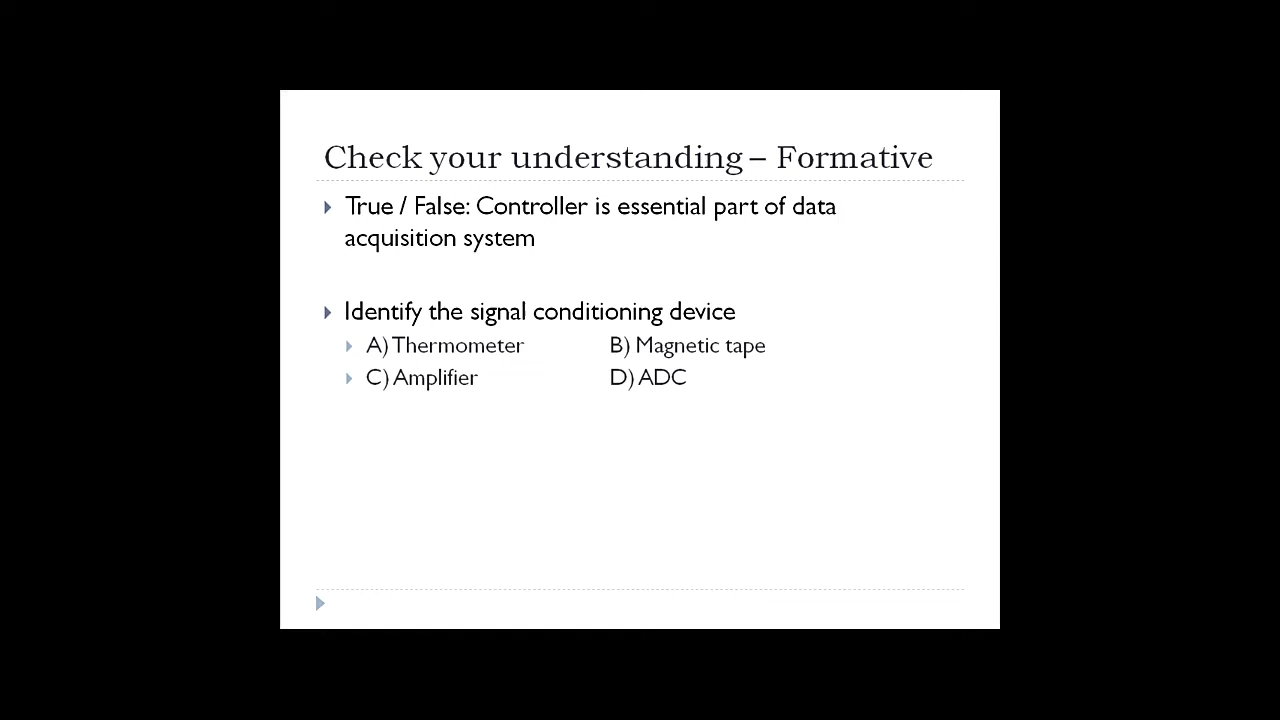 Check your understanding – Formative
True / False: Controller is essential part of data
acquisition system
Identify the signal conditioning device
A) Thermometer B) Magnetic tape
C) Amplifier D) ADC